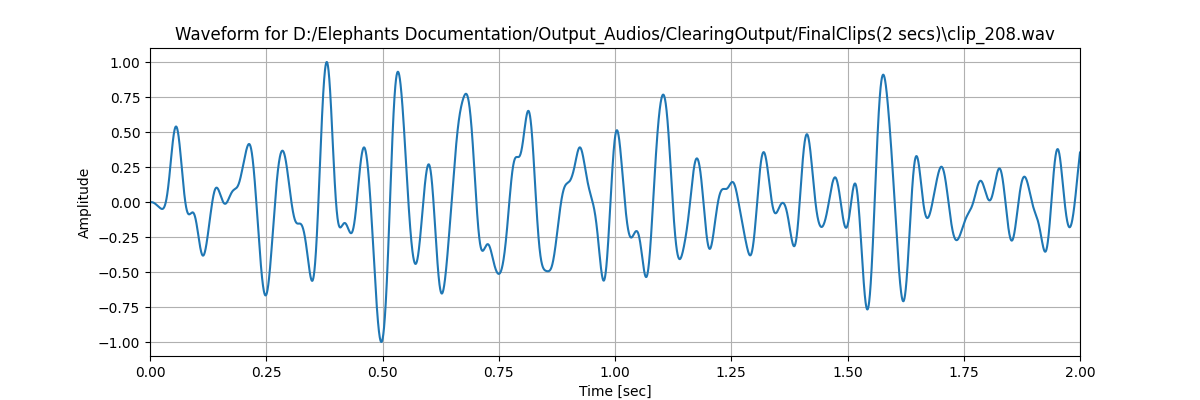 Waveform for D:/Elephants Documentation/Output_Audios/ClearingOutput/FinalClips(2 secs)\clip_208.wav
1.00
0.75
0.50
0.25
0.00
−0.25
−0.50
−0.75
−1.00
Amplitude
0.00 0.25 0.50 0.75 1.00 1.25 1.50 1.75 2.00
Time [sec]